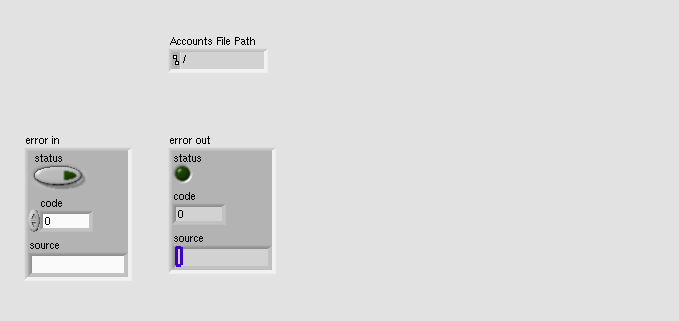 Accounts File Path
/
error in
status
code
0
source
error out
status
code
0
source